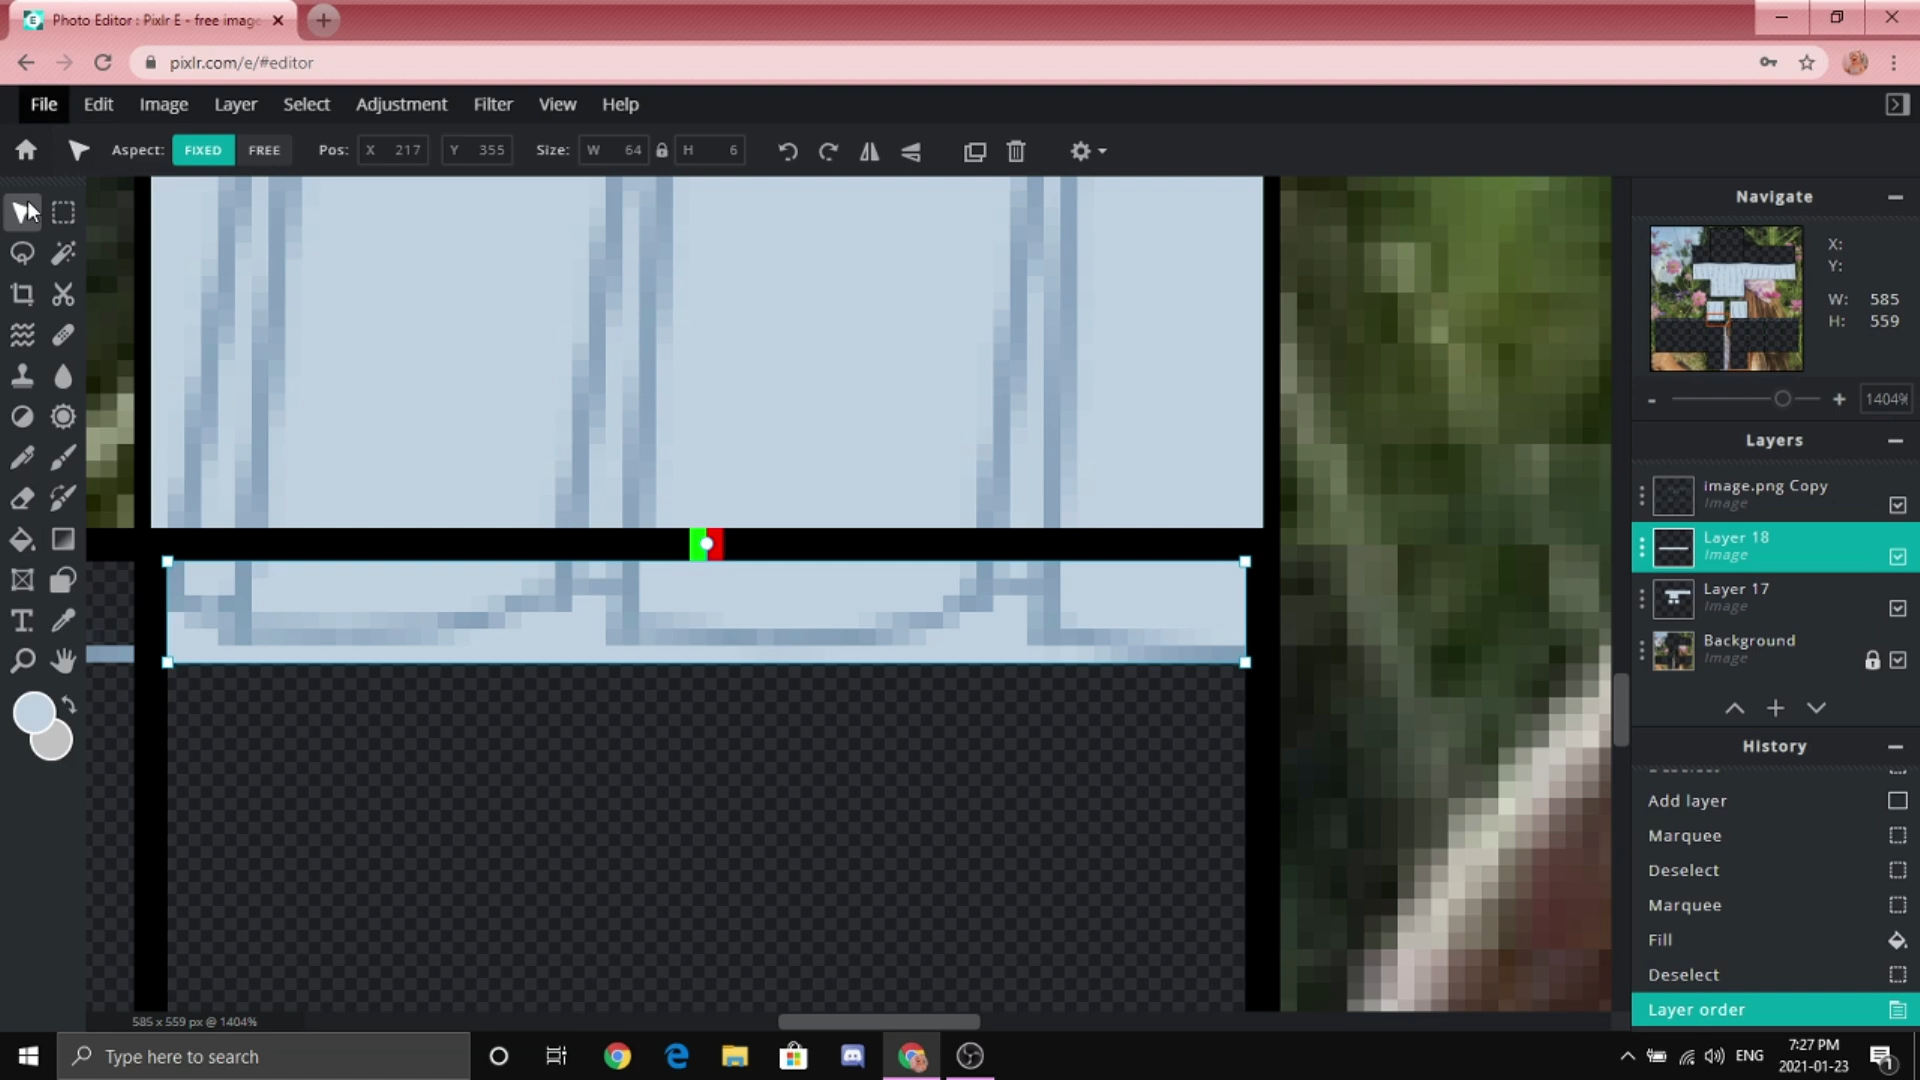 Photo Editor : Pixlr E - free image
pixlr.com/e/#editor
File Edit Image Layer Select Adjustment Filter View Help
Aspect: FIXED FREE Pos: X 217 Y 355 Size: W 64 H 6
Navigate
X:
Y:
W: 585
H: 559
1404%
Layers
image.png Copy
Image
Layer 18
Image
Layer 17
Image
Background
Image
History
Add layer
Marquee
Deselect
Marquee
Fill
Deselect
Layer order
585 x 559 px @ 1404%
Type here to search
ENG
7:27 PM
2021-01-23
1